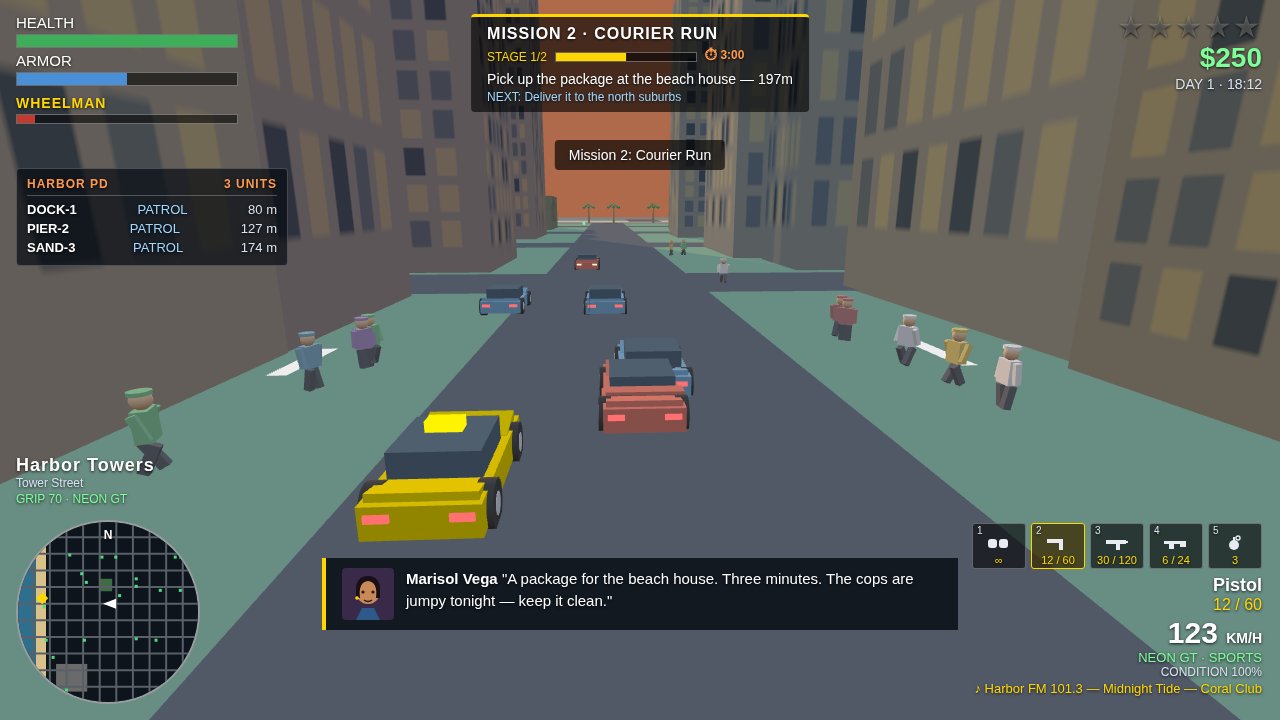 HEALTH
ARMOR
WHEELMAN
HARBOR PD 3 UNITS
DOCK-1 PATROL 80 m
PIER-2 PATROL 127 m
SAND-3 PATROL 174 m
MISSION 2 · COURIER RUN
STAGE 1/2 ⏱ 3:00
Pick up the package at the beach house — 197m
NEXT: Deliver it to the north suburbs
Mission 2: Courier Run
★★★★★
$250
DAY 1 · 18:12
Harbor Towers
Tower Street
GRIP 70 · NEON GT
N
Marisol Vega "A package for the beach house. Three minutes. The cops are
jumpy tonight — keep it clean."
1 2 3 4 5
∞ 12 / 60 30 / 120 6 / 24 3
Pistol
12 / 60
123 KM/H
NEON GT · SPORTS
CONDITION 100%
♪ Harbor FM 101.3 — Midnight Tide — Coral Club